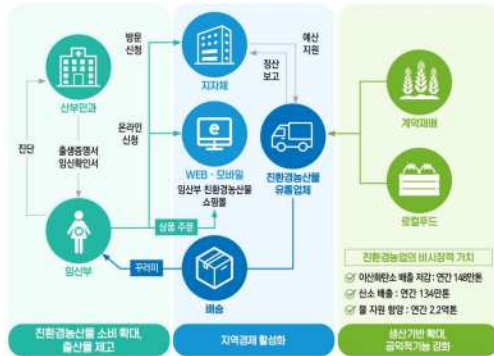 방문
신청
예산
지원
정산
보고
산부인과
지자체
계약재배
진단
출생증명서
임신확인서
온라인
신청
WEB · 모바일
임산부 친환경농산물
쇼핑몰
친환경농산물
유통업체
로컬푸드
상품 주문
임산부
꾸러미
배송
친환경농업의 비시장적 가치
이산화탄소 배출 저감 : 연간 148만톤
산소 배출 : 연간 134만톤
물 자원 함양 : 연간 2.2억톤
친환경농산물 소비 확대,
출산율 제고
지역경제 활성화
생산기반 확대,
공익적기능 강화